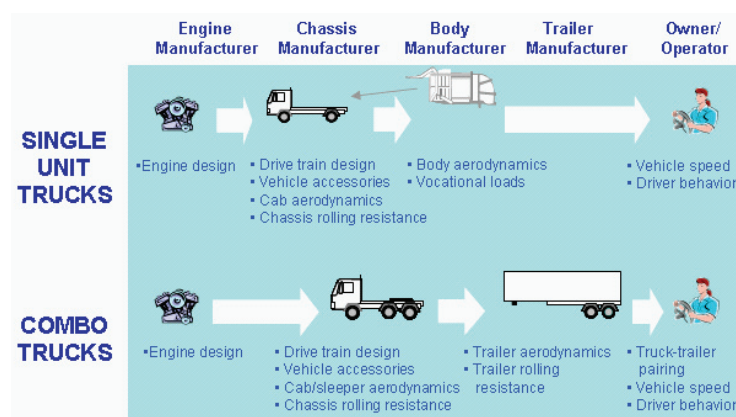 Engine Manufacturer
Chassis Manufacturer
Body Manufacturer
Trailer Manufacturer
Owner/ Operator
SINGLE
UNIT
TRUCKS
▪Engine design
▪ Drive train design
▪ Vehicle accessories
▪ Cab aerodynamics
▪ Chassis rolling resistance
▪ Body aerodynamics
▪ Vocational loads
▪ Vehicle speed
▪ Driver behavior
COMBO
TRUCKS
▪Engine design
▪ Drive train design
▪ Vehicle accessories
▪ Cab/sleeper aerodynamics
▪ Chassis rolling resistance
▪ Trailer aerodynamics
▪ Trailer rolling
resistance
▪ Truck-trailer
pairing
▪ Vehicle speed
▪ Driver behavior